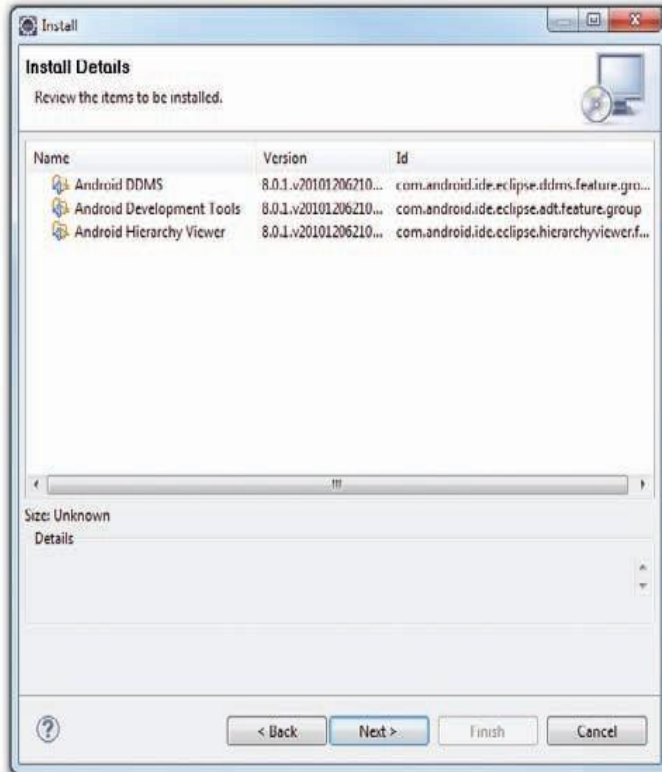 Install
Install Details
Review the items to be installed.
Name Version Id
Android DDMS 8.0.1.v20101206210... com.android.ide.eclipse.ddms.feature.gro...
Android Development Tools 8.0.1.v20101206210... com.android.ide.eclipse.adt.feature.group
Android Hierarchy Viewer 8.0.1.v20101206210... com.android.ide.eclipse.hierarchyviewer.f...
Size: Unknown
Details
< Back Next > Finish Cancel